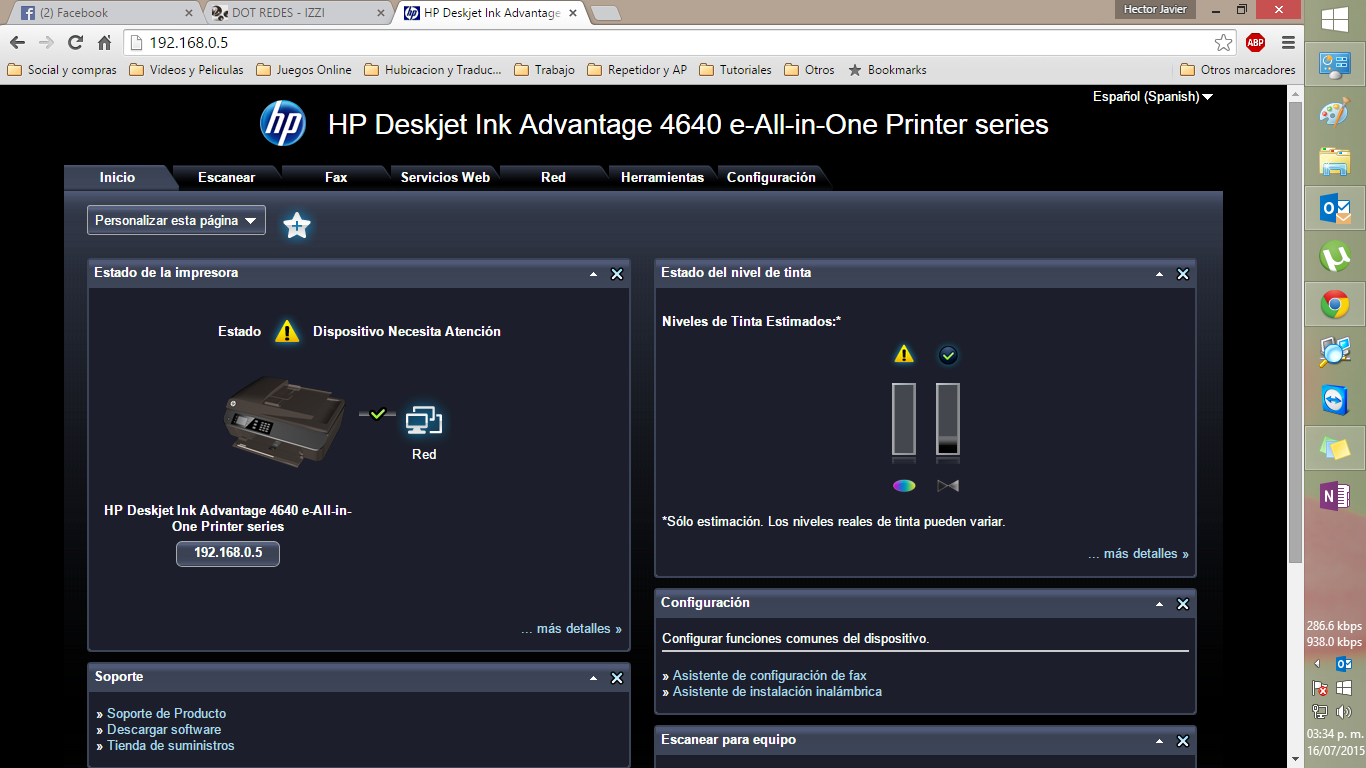 (2) Facebook
DOT REDES - IZZI
HP Deskjet Ink Advantage
Hector Javier
192.168.0.5
ABP
Social y compras
Videos y Peliculas
Juegos Online
Hubicacion y Traduc...
Trabajo
Repetidor y AP
Tutoriales
Otros
Bookmarks
Otros marcadores
Español (Spanish)
hp
HP Deskjet Ink Advantage 4640 e-All-in-One Printer series
Inicio
Escanear
Fax
Servicios Web
Red
Herramientas
Configuración
Personalizar esta página
Estado de la impresora
Estado
Dispositivo Necesita Atención
Red
HP Deskjet Ink Advantage 4640 e-All-in-
One Printer series
192.168.0.5
... más detalles »
Soporte
» Soporte de Producto
» Descargar software
» Tienda de suministros
Estado del nivel de tinta
Niveles de Tinta Estimados:*
*Sólo estimación. Los niveles reales de tinta pueden variar.
... más detalles »
Configuración
Configurar funciones comunes del dispositivo.
» Asistente de configuración de fax
» Asistente de instalación inalámbrica
Escanear para equipo
286.6 kbps
938.0 kbps
03:34 p. m.
16/07/2015